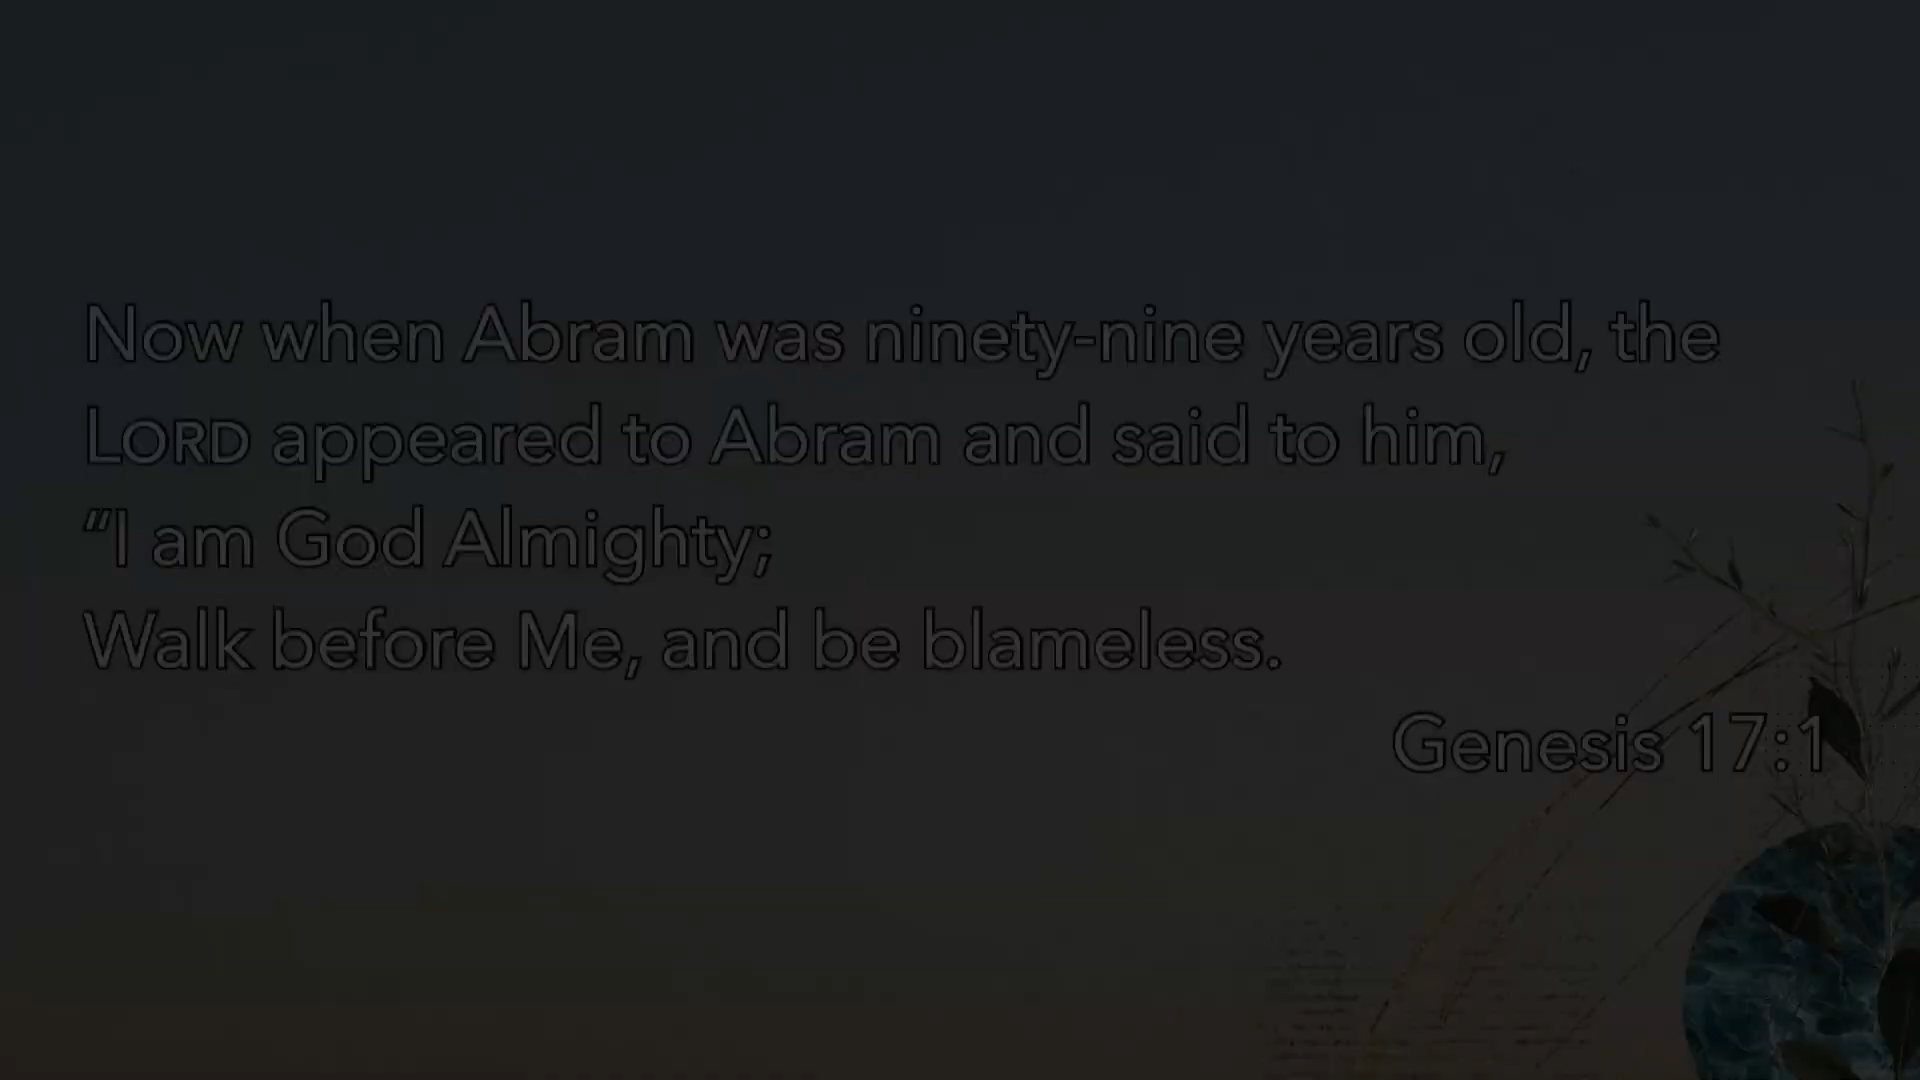 Now when Abram was ninety-nine years old, the
LORD appeared to Abram and said to him,
“I am God Almighty;
Walk before Me, and be blameless.
Genesis 17:1